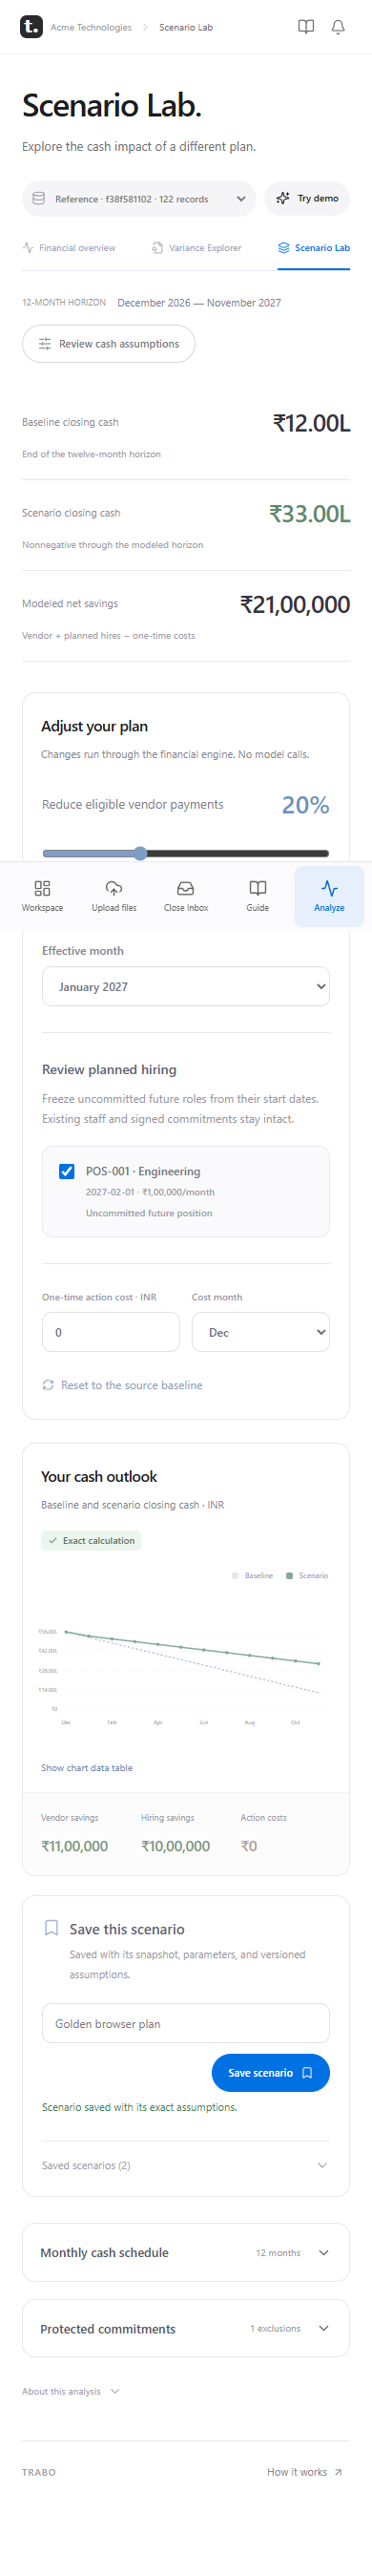 t.
Acme Technologies > Scenario Lab
Scenario Lab.
Explore the cash impact of a different plan.
Reference · f38f581102 · 122 records
Try demo
Financial overview
Variance Explorer
Scenario Lab
12-MONTH HORIZON December 2026 — November 2027
Review cash assumptions
Baseline closing cash
₹12.00L
End of the twelve-month horizon
Scenario closing cash
₹33.00L
Nonnegative through the modeled horizon
Modeled net savings
₹21,00,000
Vendor + planned hires − one-time costs
Adjust your plan
Changes run through the financial engine. No model calls.
Reduce eligible vendor payments
20%
Workspace
Upload files
Close Inbox
Guide
Analyze
Effective month
January 2027
Review planned hiring
Freeze uncommitted future roles from their start dates.
Existing staff and signed commitments stay intact.
POS-001 · Engineering
2027-02-01 · ₹1,00,000/month
Uncommitted future position
One-time action cost · INR
Cost month
0
Dec
Reset to the source baseline
Your cash outlook
Baseline and scenario closing cash · INR
Exact calculation
Baseline
Scenario
₹56.00L
₹42.00L
₹28.00L
₹14.00L
₹0
Dec
Feb
Apr
Jun
Aug
Oct
Show chart data table
Vendor savings
Hiring savings
Action costs
₹11,00,000
₹10,00,000
₹0
Save this scenario
Saved with its snapshot, parameters, and versioned
assumptions.
Golden browser plan
Save scenario
Scenario saved with its exact assumptions.
Saved scenarios (2)
Monthly cash schedule
12 months
Protected commitments
1 exclusions
About this analysis
TRABO
How it works